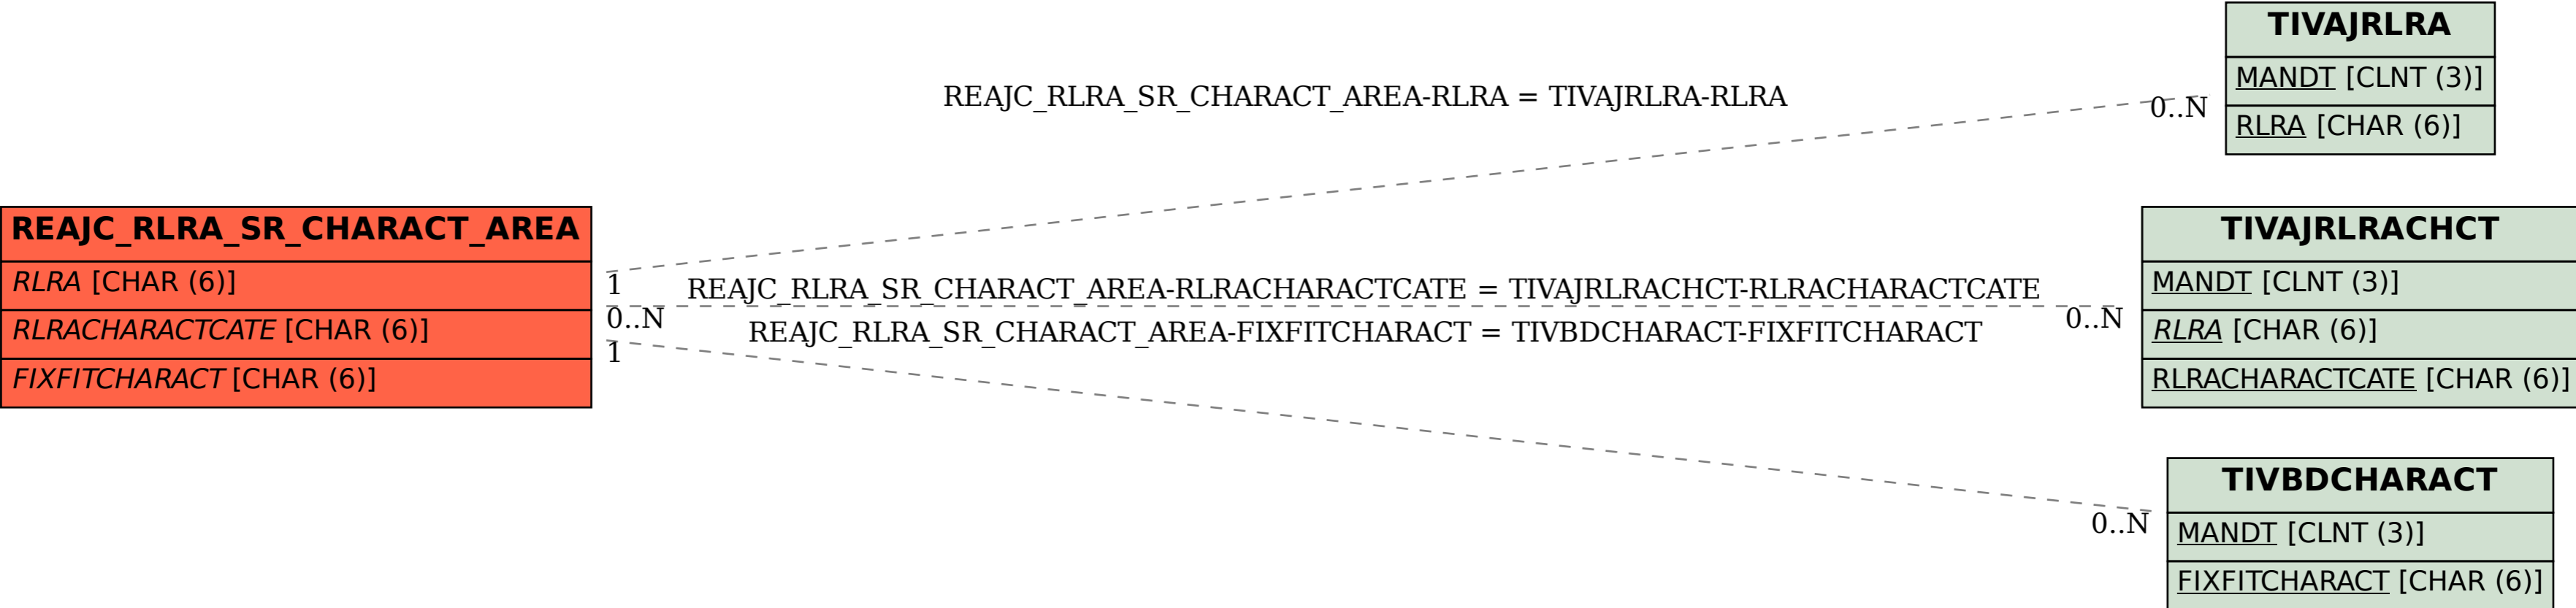 TIVAJRLRA
MANDT [CLNT (3)]
RLRA [CHAR (6)]
REAJC_RLRA_SR_CHARACT_AREA-RLRA = TIVAJRLRA-RLRA
0..N
REAJC_RLRA_SR_CHARACT_AREA
RLRA [CHAR (6)]
RLRACHARACTCATE [CHAR (6)]
FIXFITCHARACT [CHAR (6)]
1
REAJC_RLRA_SR_CHARACT_AREA-RLRACHARACTCATE = TIVAJRLRACHCT-RLRACHARACTCATE
0..N
0..N
REAJC_RLRA_SR_CHARACT_AREA-FIXFITCHARACT = TIVBDCHARACT-FIXFITCHARACT
1
TIVAJRLRACHCT
MANDT [CLNT (3)]
RLRA [CHAR (6)]
RLRACHARACTCATE [CHAR (6)]
0..N
TIVBDCHARACT
MANDT [CLNT (3)]
FIXFITCHARACT [CHAR (6)]